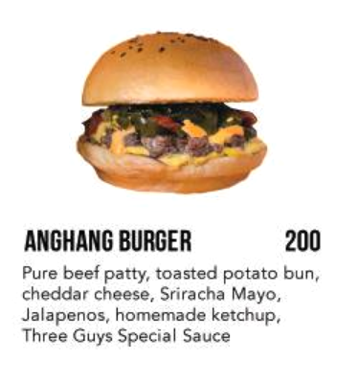 ANGHANG BURGER 200
Pure beef patty, toasted potato bun,
cheddar cheese, Sriracha Mayo,
Jalapenos, homemade ketchup,
Three Guys Special Sauce